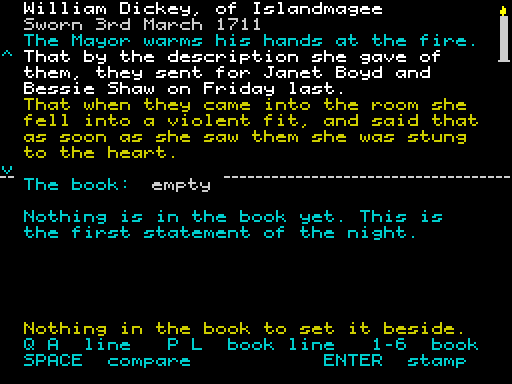 William Dickey, of Islandmagee
Sworn 3rd March 1711
The Mayor warms his hands at the fire.
^ That by the description she gave of
them, they sent for Janet Boyd and
Bessie Shaw on Friday last.
That when they came into the room she
fell into a violent fit, and said that
as soon as she saw them she was stung
to the heart.
v
The book: empty
Nothing is in the book yet. This is
the first statement of the night.
Nothing in the book to set it beside.
Q A line P L book line 1-6 book
SPACE compare ENTER stamp